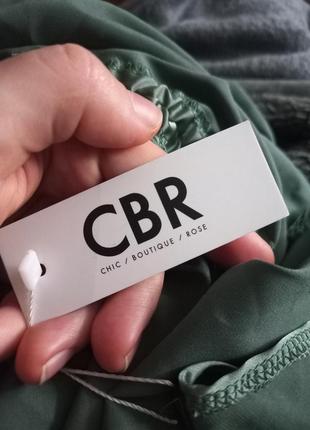 CBR
CHIC / BOUTIQUE / ROSE